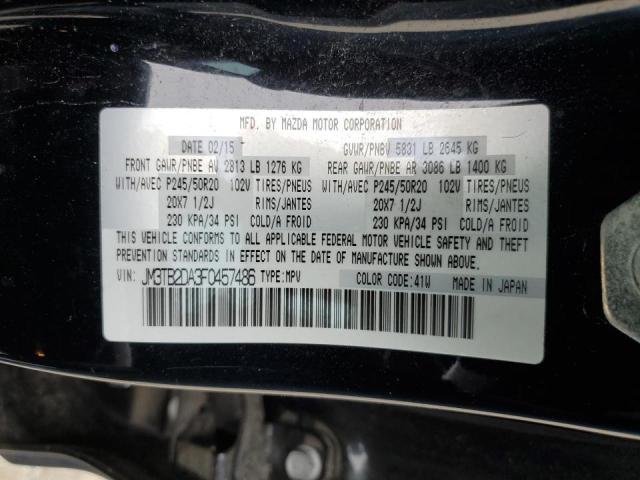 MFD. BY MAZDA MOTOR CORPORATION
DATE 02/15 GVWR/PNBV 5831 LB 2645 KG
FRONT GAWR/PNBE AV 2813 LB 1276 KG REAR GAWR/PNBE AR 3086 LB 1400 KG
WITH/AVEC P245/50R20 102V TIRES/PNEUS WITH/AVEC P245/50R20 102V TIRES/PNEUS
20X7 1/2J RIMS/JANTES 20X7 1/2J RIMS/JANTES
230 KPA/34 PSI COLD/A FROID 230 KPA/34 PSI COLD/A FROID
THIS VEHICLE CONFORMS TO ALL APPLICABLE FEDERAL MOTOR VEHICLE SAFETY AND THEFT
PREVENTION STANDARDS IN EFFECT ON THE DATE OF MANUFACTURE SHOWN ABOVE.
VIN: JM3TB2DA3F0457486 TYPE:MPV COLOR CODE:41W MADE IN JAPAN